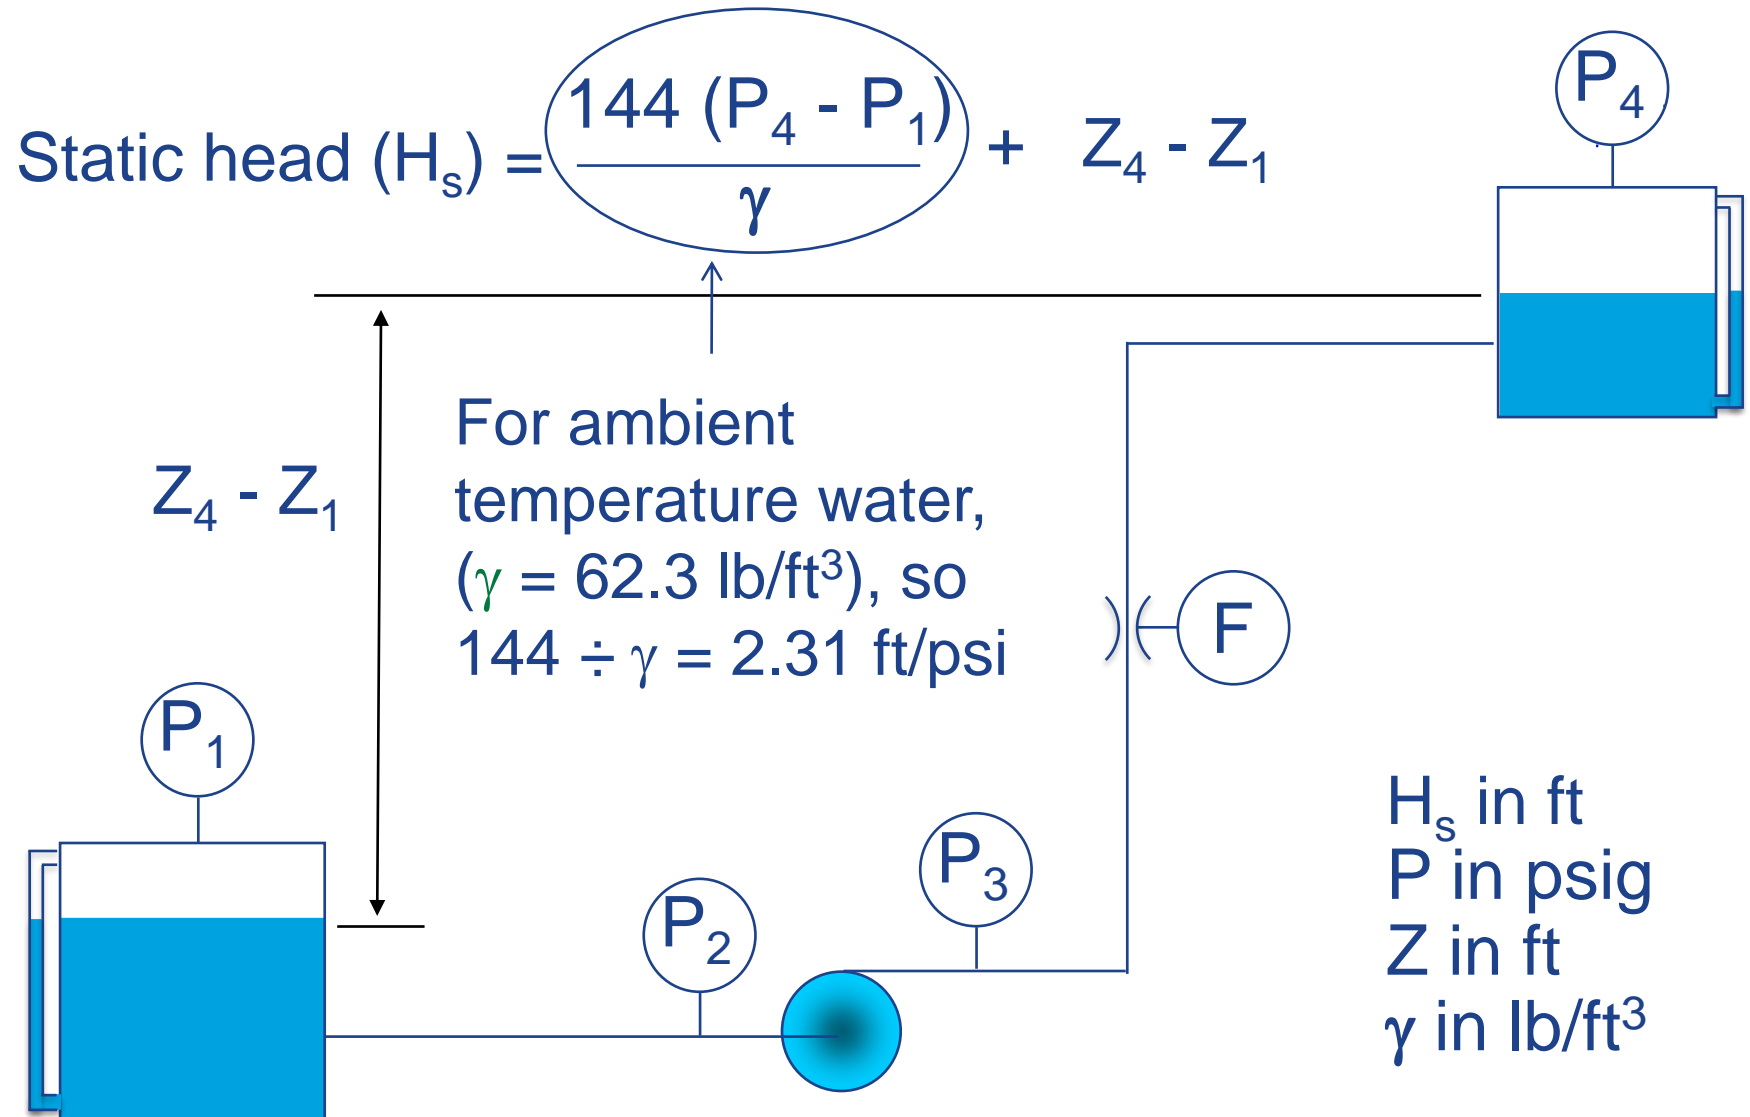 Static head (Hₛ) = 144 (P₄ - P₁) / γ + Z₄ - Z₁
P₄
Z₄ - Z₁
For ambient
temperature water,
(γ = 62.3 lb/ft³), so
144 ÷ γ = 2.31 ft/psi
F
P₁
P₂
P₃
Hₛ in ft
P in psig
Z in ft
γ in lb/ft³